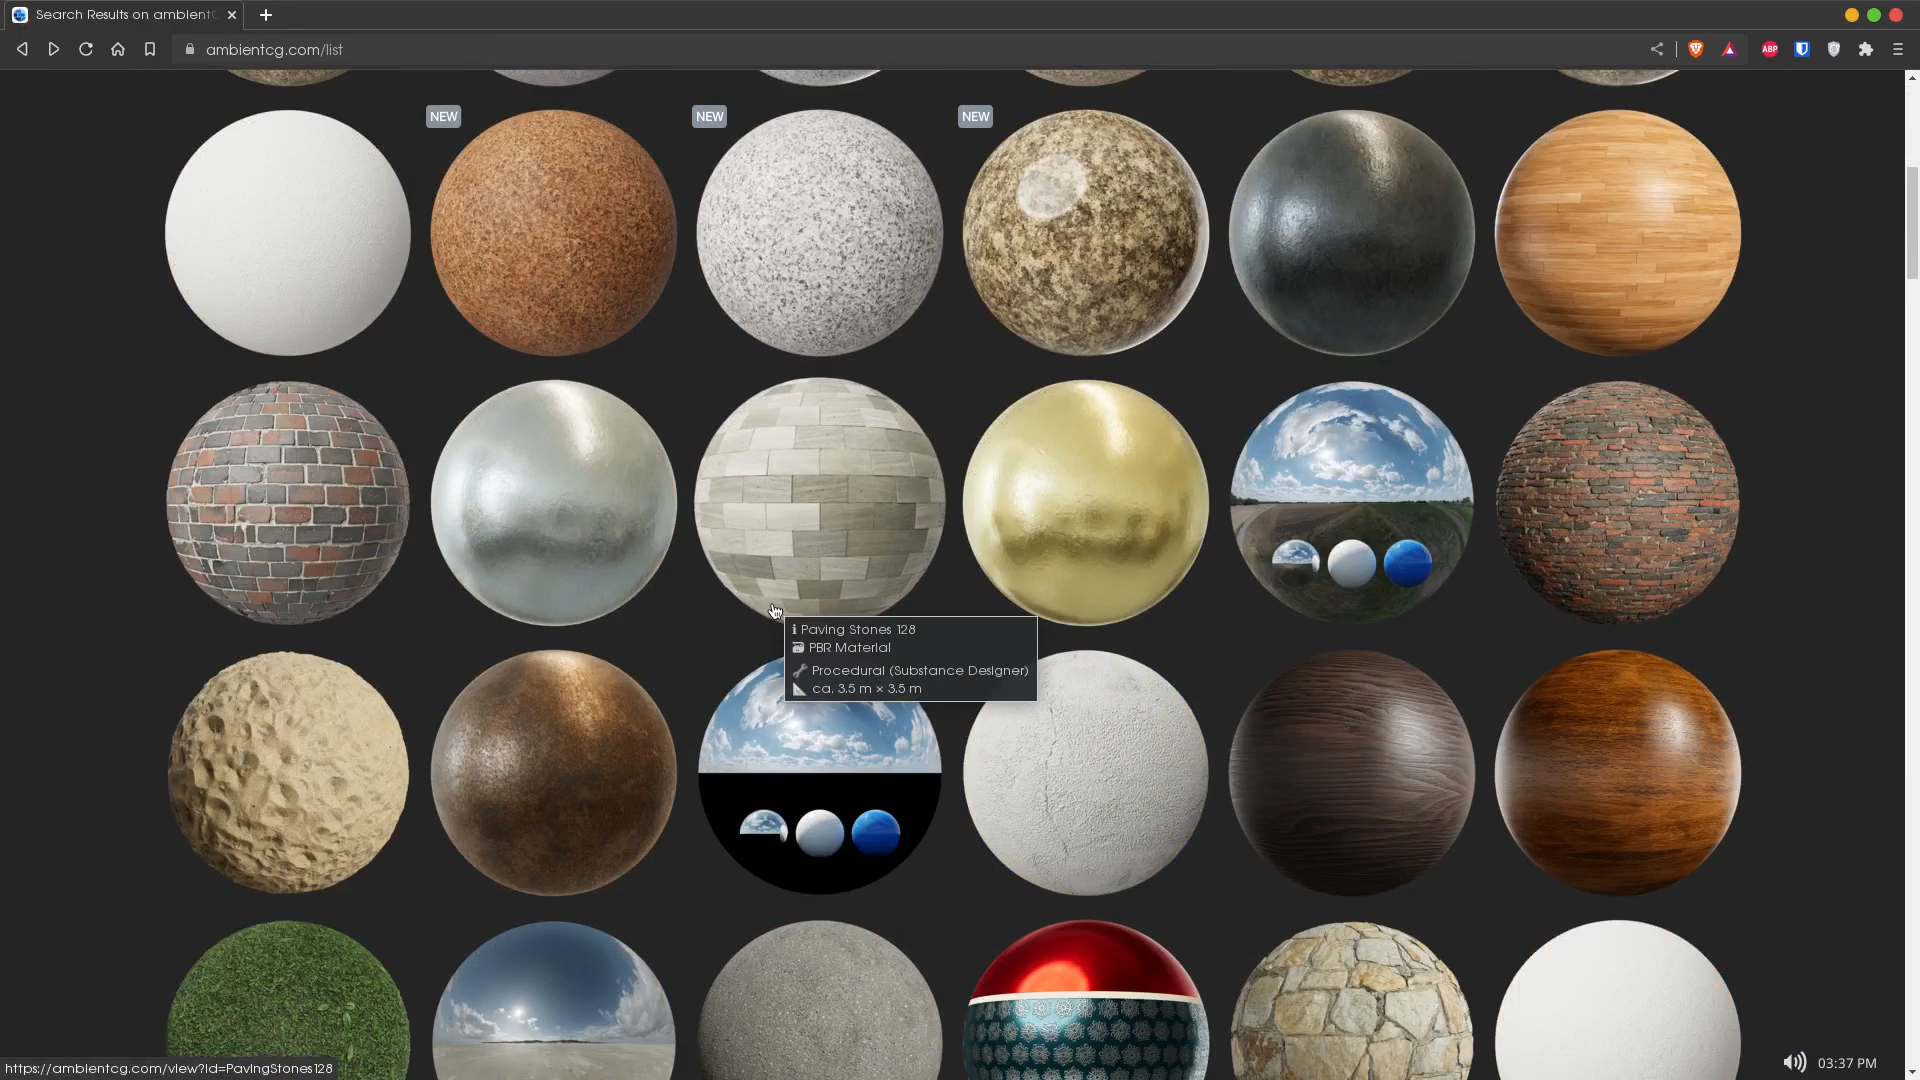 Search Results on ambientC
ambientcg.com/list
ABP
NEW
NEW
NEW
Paving Stones 128
PBR Material
Procedural (Substance Designer)
ca. 3.5 m × 3.5 m
https://ambientcg.com/view?id=PavingStones128
03:37 PM